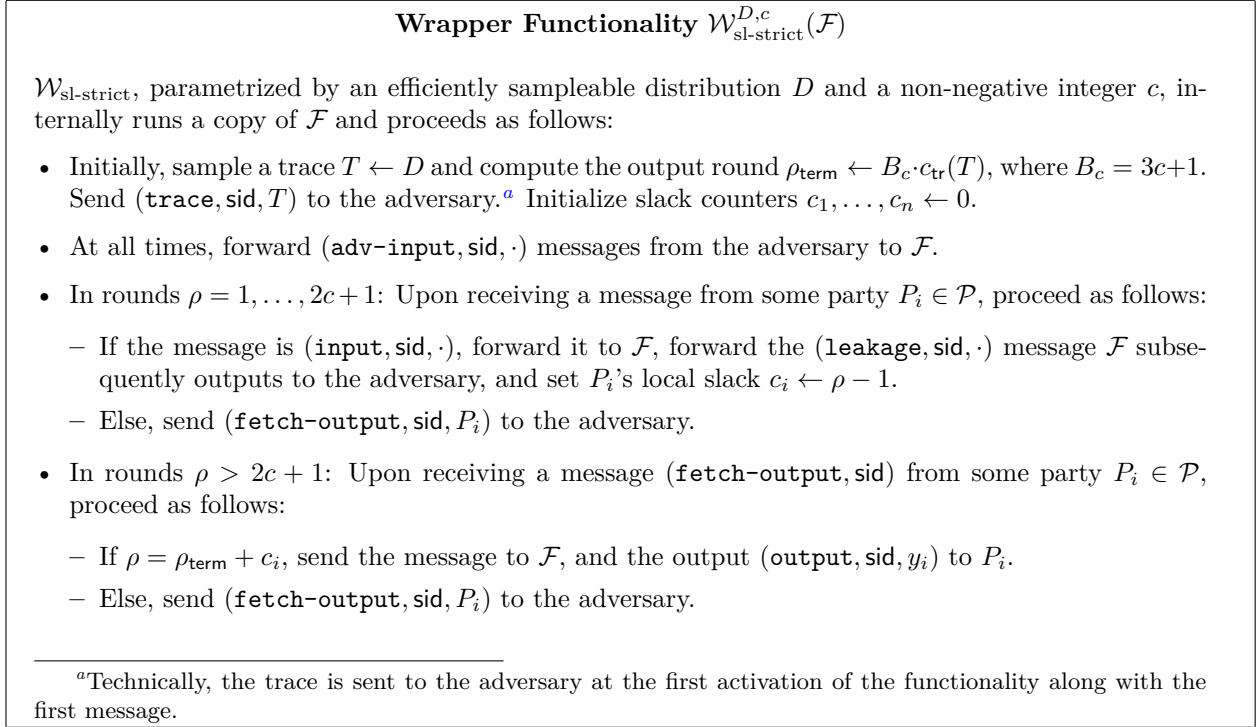 Wrapper Functionality 𝒲_{sl-strict}^{D,c}(ℱ)
𝒲_{sl-strict}, parametrized by an efficiently sampleable distribution D and a non-negative integer c, in-
ternally runs a copy of ℱ and proceeds as follows:
• Initially, sample a trace T ← D and compute the output round ρ_{term} ← B_c·c_{tr}(T), where B_c = 3c+1.
Send (trace, sid, T) to the adversary.^a Initialize slack counters c_1, . . . , c_n ← 0.
• At all times, forward (adv-input, sid, ·) messages from the adversary to ℱ.
• In rounds ρ = 1, . . . , 2c + 1: Upon receiving a message from some party P_i ∈ 𝒫, proceed as follows:
– If the message is (input, sid, ·), forward it to ℱ, forward the (leakage, sid, ·) message ℱ subse-
quently outputs to the adversary, and set P_i's local slack c_i ← ρ − 1.
– Else, send (fetch-output, sid, P_i) to the adversary.
• In rounds ρ > 2c + 1: Upon receiving a message (fetch-output, sid) from some party P_i ∈ 𝒫,
proceed as follows:
– If ρ = ρ_{term} + c_i, send the message to ℱ, and the output (output, sid, y_i) to P_i.
– Else, send (fetch-output, sid, P_i) to the adversary.
^aTechnically, the trace is sent to the adversary at the first activation of the functionality along with the
first message.